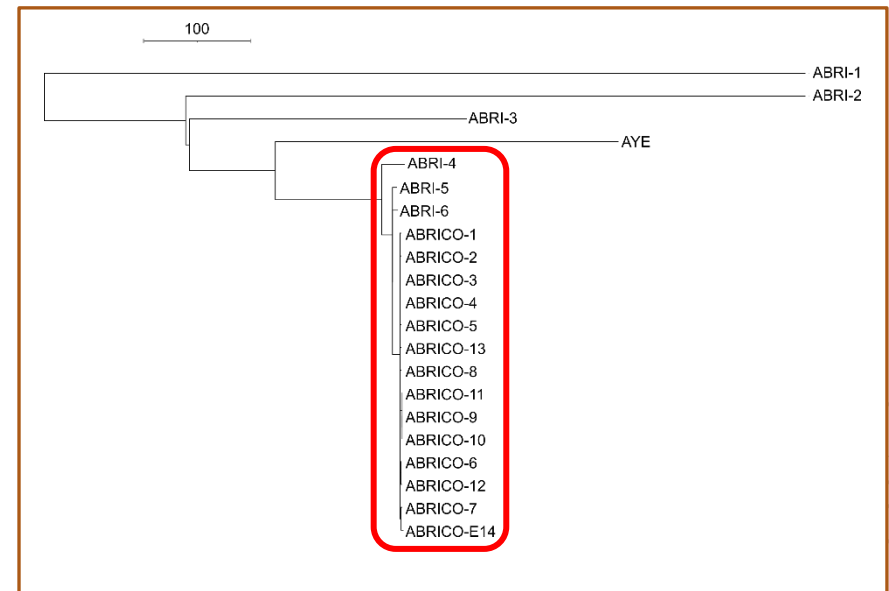 100
ABRI-1
ABRI-2
ABRI-3
AYE
ABRI-4
ABRI-5
ABRI-6
ABRICO-1
ABRICO-2
ABRICO-3
ABRICO-4
ABRICO-5
ABRICO-13
ABRICO-8
ABRICO-11
ABRICO-9
ABRICO-10
ABRICO-6
ABRICO-12
ABRICO-7
ABRICO-E14